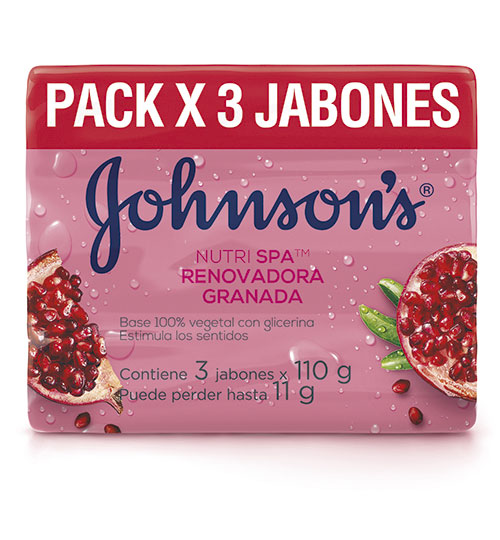 PACK X 3 JABONES
Johnson's®
NUTRI SPA™
RENOVADORA
GRANADA
Base 100% vegetal con glicerina
Estimula los sentidos
Contiene 3 jabones x 110 g
Puede perder hasta 11 g